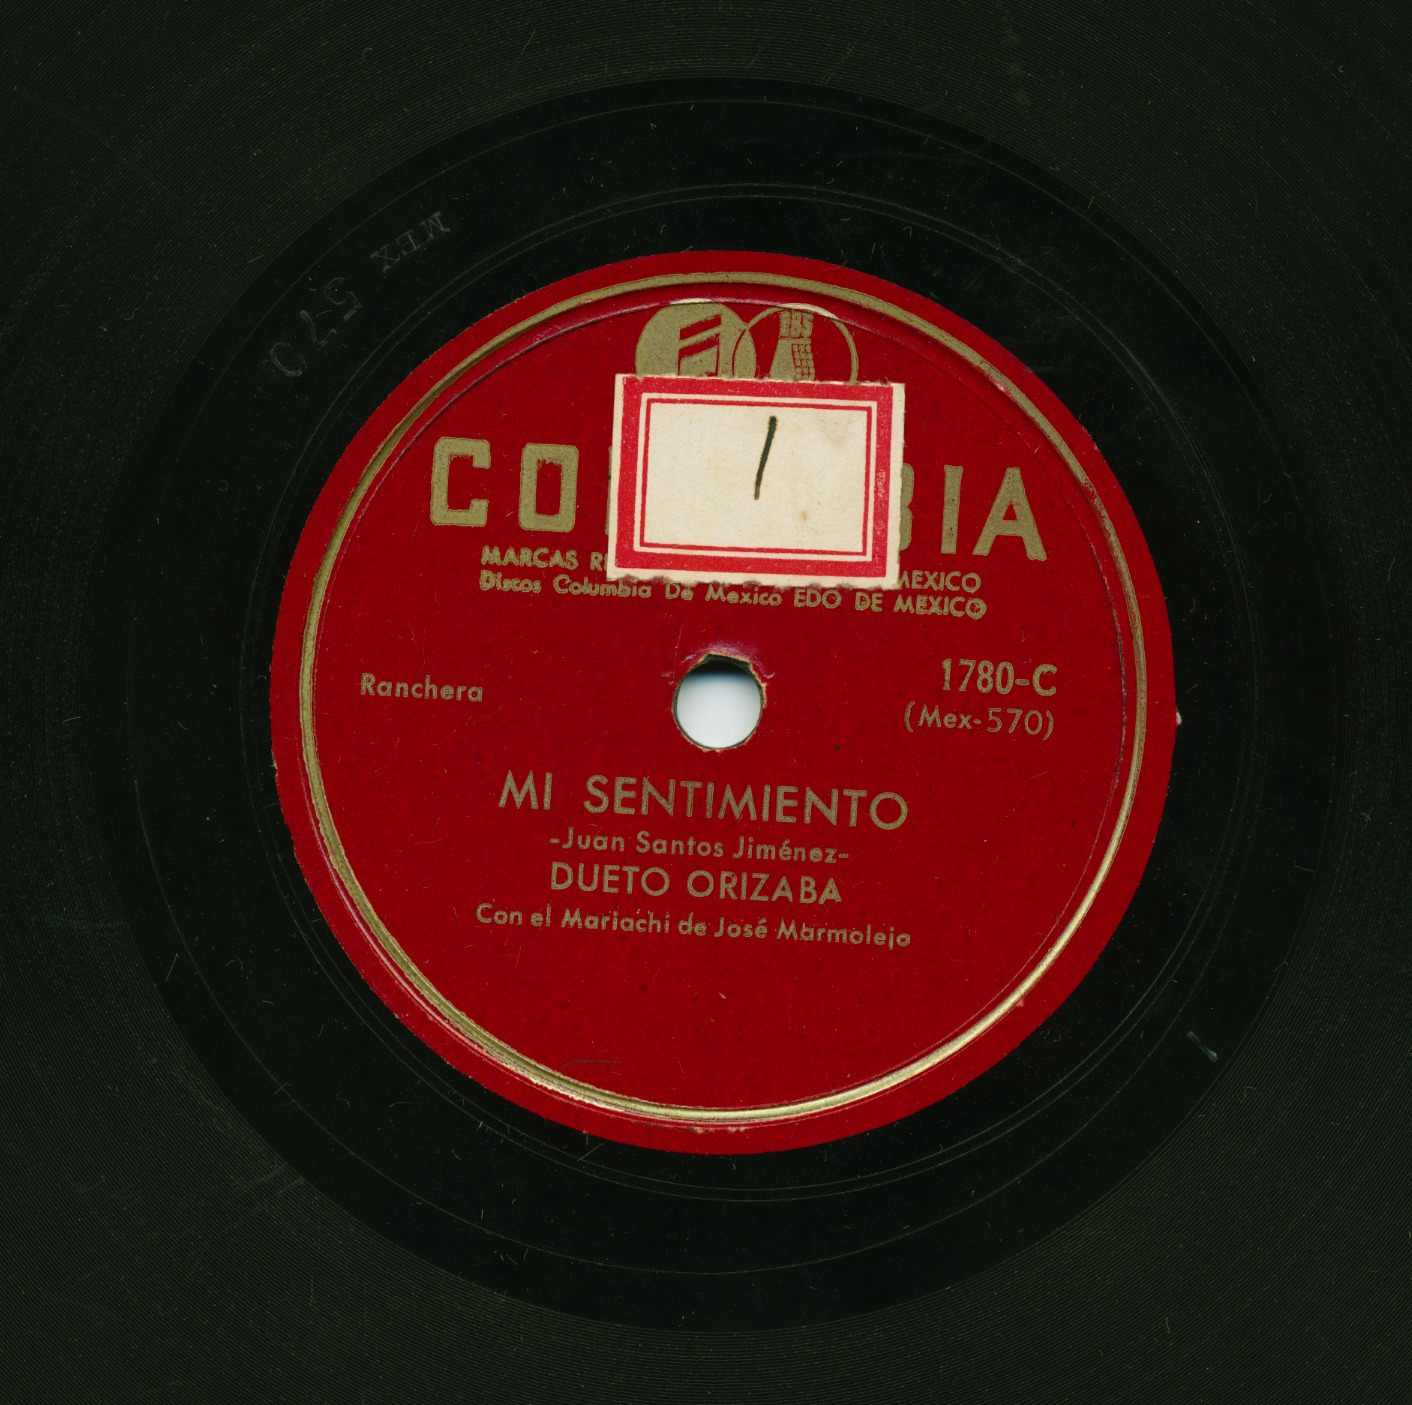 MEX 570
CBS
1
CO BIA
MARCAS MEXICO
Discos Columbia De Mexico EDO DE MEXICO
Ranchera
1780-C
(Mex-570)
MI SENTIMIENTO
-Juan Santos Jiménez-
DUETO ORIZABA
Con el Mariachi de José Marmolejo